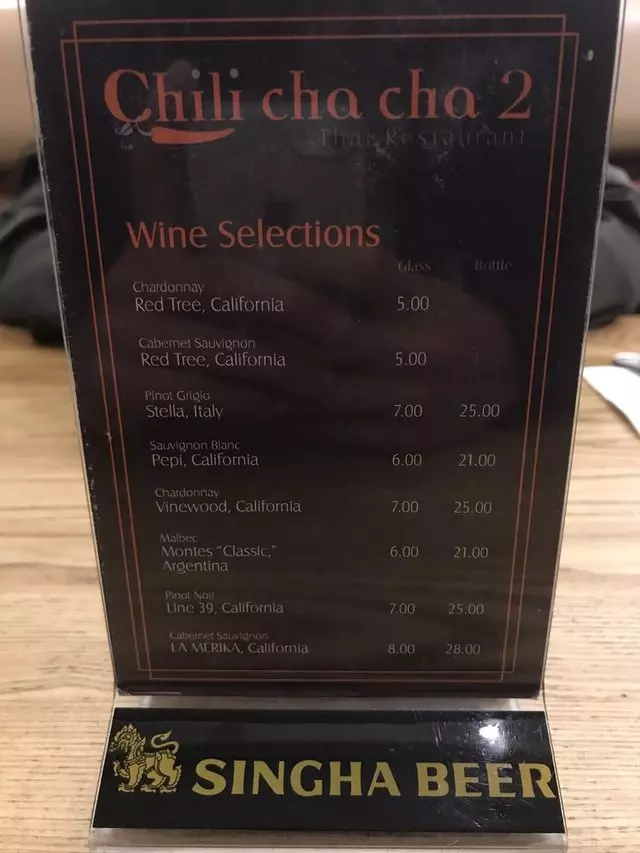 Chili cha cha 2
Thai Restaurant
Wine Selections
Glass Bottle
Chardonnay
Red Tree, California 5.00
Cabernet Sauvignon
Red Tree, California 5.00
Pinot Grigio
Stella, Italy 7.00 25.00
Sauvignon Blanc
Pepi, California 6.00 21.00
Chardonnay
Vinewood, California 7.00 25.00
Malbec
Montes "Classic,"
Argentina 6.00 21.00
Pinot Noir
Line 39, California 7.00 25.00
Cabernet Sauvignon
LA MERIKA, California 8.00 28.00
SINGHA BEER